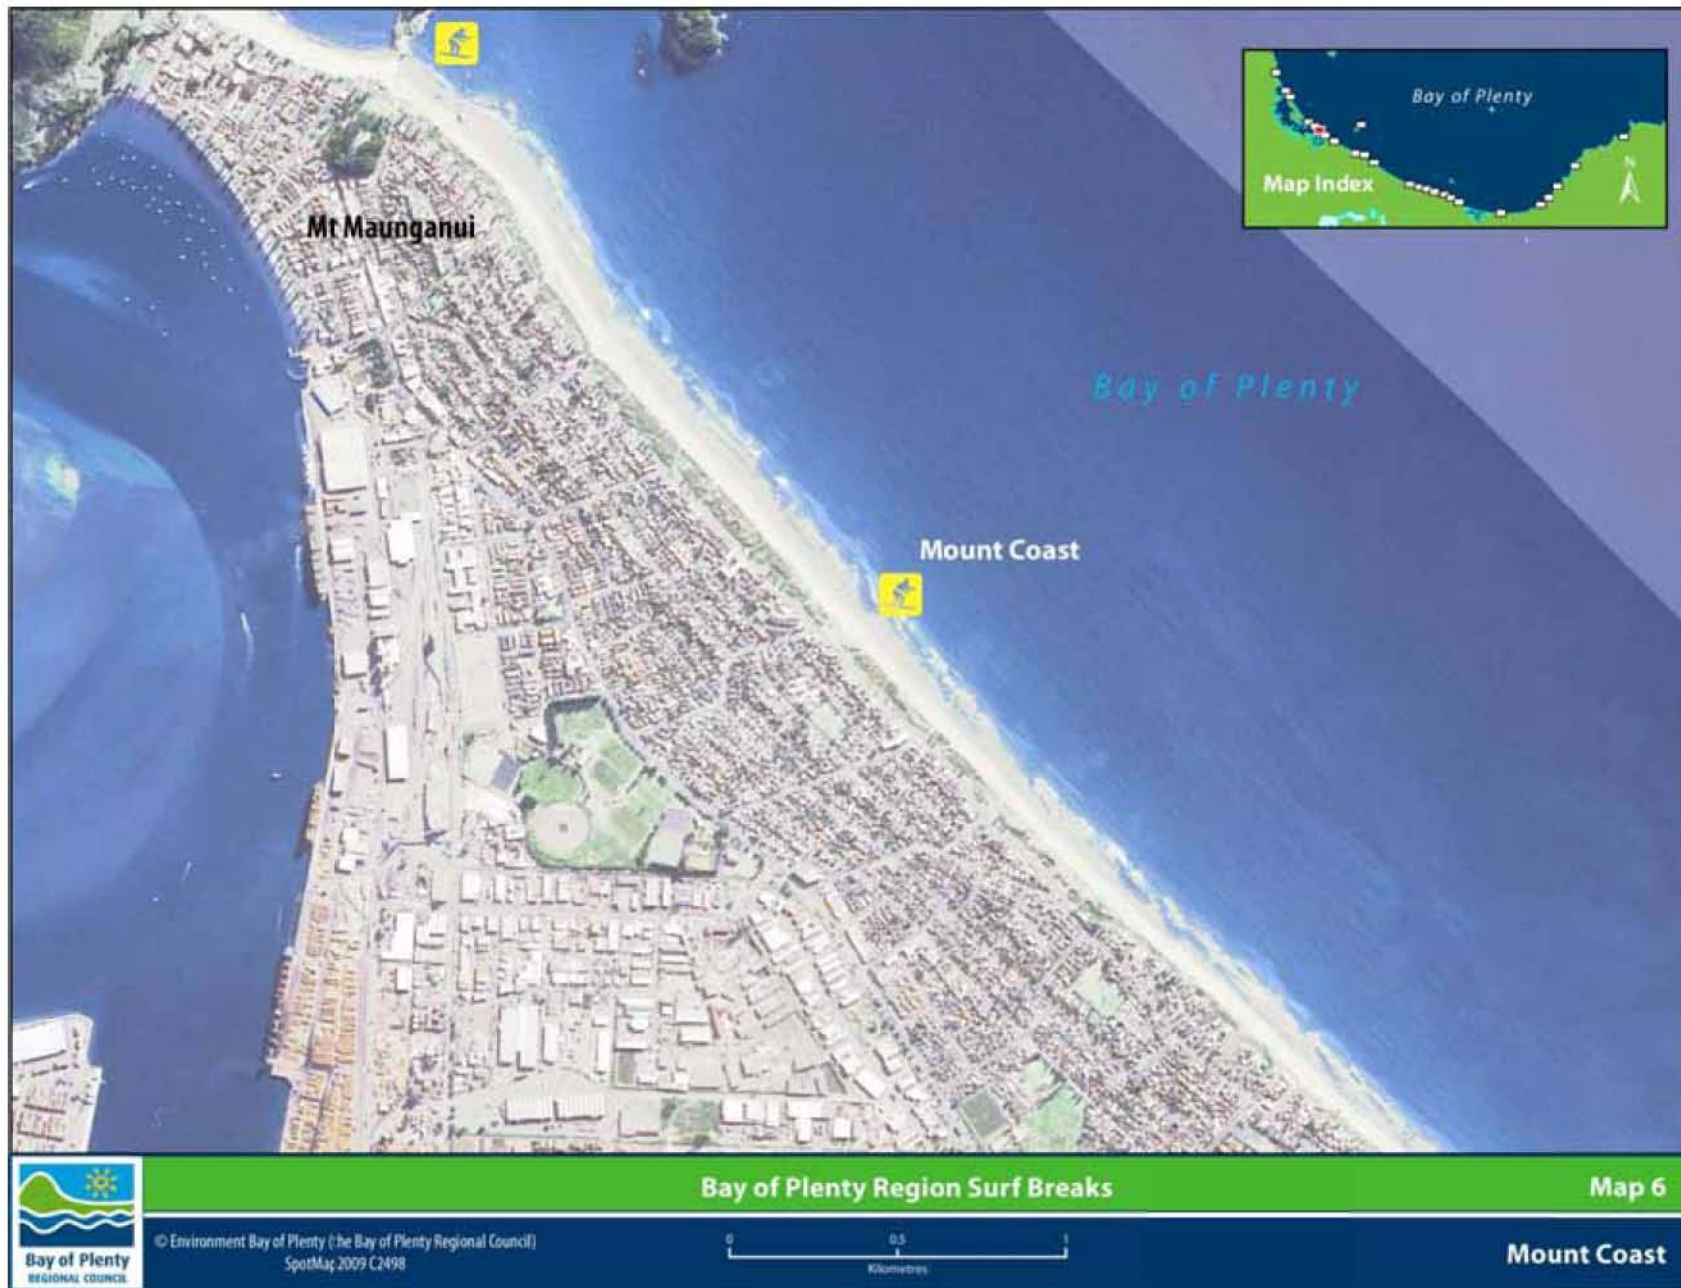 Bay of Plenty
Map Index
N
Mt Maunganui
Bay of Plenty
Mount Coast
Bay of Plenty Region Surf Breaks
Map 6
Bay of Plenty
REGIONAL COUNCIL
© Environment Bay of Plenty (the Bay of Plenty Regional Council)
SpotMap 2009 C2498
0 0.5 1
Kilometres
Mount Coast